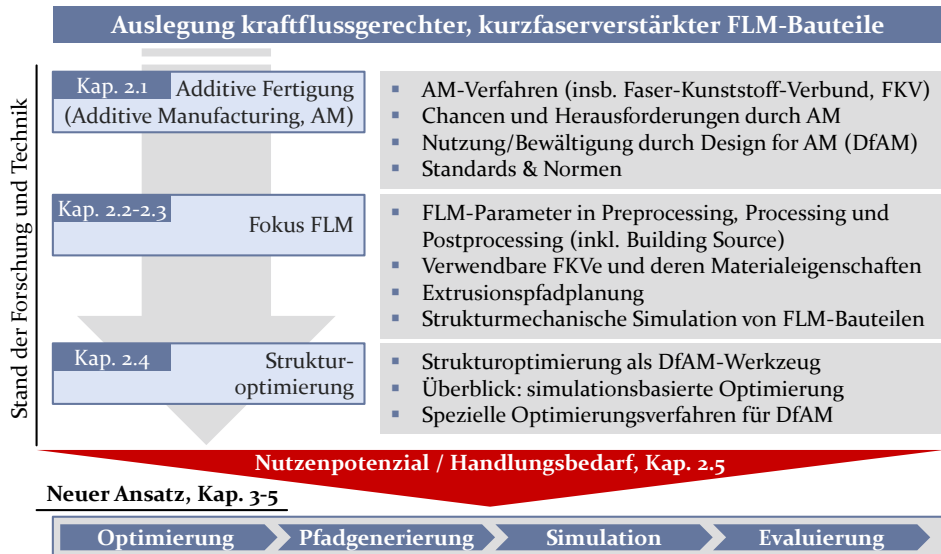 Auslegung kraftflussgerechter, kurzfaserverstärkter FLM-Bauteile
Stand der Forschung und Technik
Kap. 2.1
Additive Fertigung
(Additive Manufacturing, AM)
▪ AM-Verfahren (insb. Faser-Kunststoff-Verbund, FKV)
▪ Chancen und Herausforderungen durch AM
▪ Nutzung/Bewältigung durch Design for AM (DfAM)
▪ Standards & Normen
Kap. 2.2-2.3
Fokus FLM
▪ FLM-Parameter in Preprocessing, Processing und
Postprocessing (inkl. Building Source)
▪ Verwendbare FKVe und deren Materialeigenschaften
▪ Extrusionspfadplanung
▪ Strukturmechanische Simulation von FLM-Bauteilen
Kap. 2.4
Struktur-
optimierung
▪ Strukturoptimierung als DfAM-Werkzeug
▪ Überblick: simulationsbasierte Optimierung
▪ Spezielle Optimierungsverfahren für DfAM
Nutzenpotenzial / Handlungsbedarf, Kap. 2.5
Neuer Ansatz, Kap. 3-5
Optimierung
Pfadgenerierung
Simulation
Evaluierung